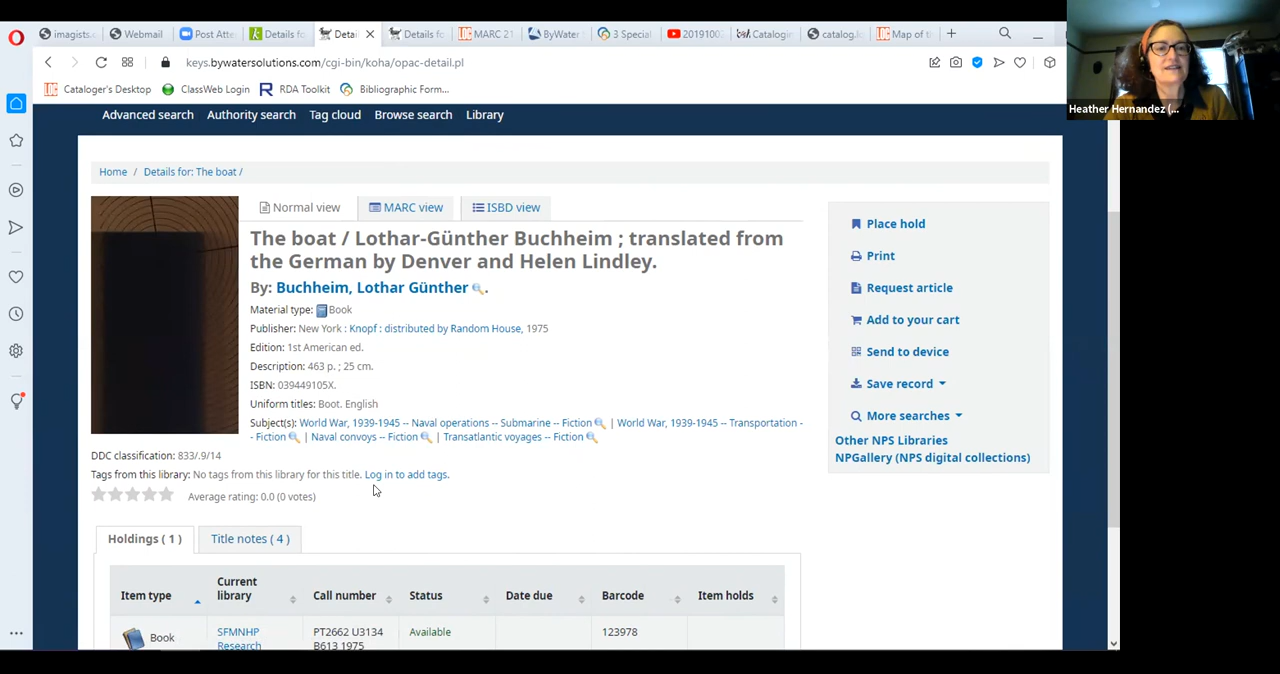 imagists.
Webmail
Post Atte
Details fo
Detai
Details fo
MARC 21
ByWater
3 Special
20191002
Catalogin
catalog.l
Map of t
keys.bywatersolutions.com/cgi-bin/koha/opac-detail.pl
Cataloger's Desktop
ClassWeb Login
RDA Toolkit
Bibliographic Form...
Heather Hernandez (...
Advanced search
Authority search
Tag cloud
Browse search
Library
Home / Details for: The boat /
Normal view
MARC view
ISBD view
The boat / Lothar-Günther Buchheim ; translated from
the German by Denver and Helen Lindley.
By: Buchheim, Lothar Günther .
Material type: Book
Publisher: New York : Knopf : distributed by Random House, 1975
Edition: 1st American ed.
Description: 463 p. ; 25 cm.
ISBN: 039449105X.
Uniform titles: Boot. English
Subject(s): World War, 1939-1945 -- Naval operations -- Submarine -- Fiction | World War, 1939-1945 -- Transportation -
- Fiction | Naval convoys -- Fiction | Transatlantic voyages -- Fiction
DDC classification: 833/.9/14
Tags from this library: No tags from this library for this title. Log in to add tags.
Average rating: 0.0 (0 votes)
Place hold
Print
Request article
Add to your cart
Send to device
Save record
More searches
Other NPS Libraries
NPGallery (NPS digital collections)
Holdings ( 1 )
Title notes ( 4 )
Item type
Current
library
Call number
Status
Date due
Barcode
Item holds
Book
SFMNHP
Research
PT2662 U3134
B613 1975
Available
123978